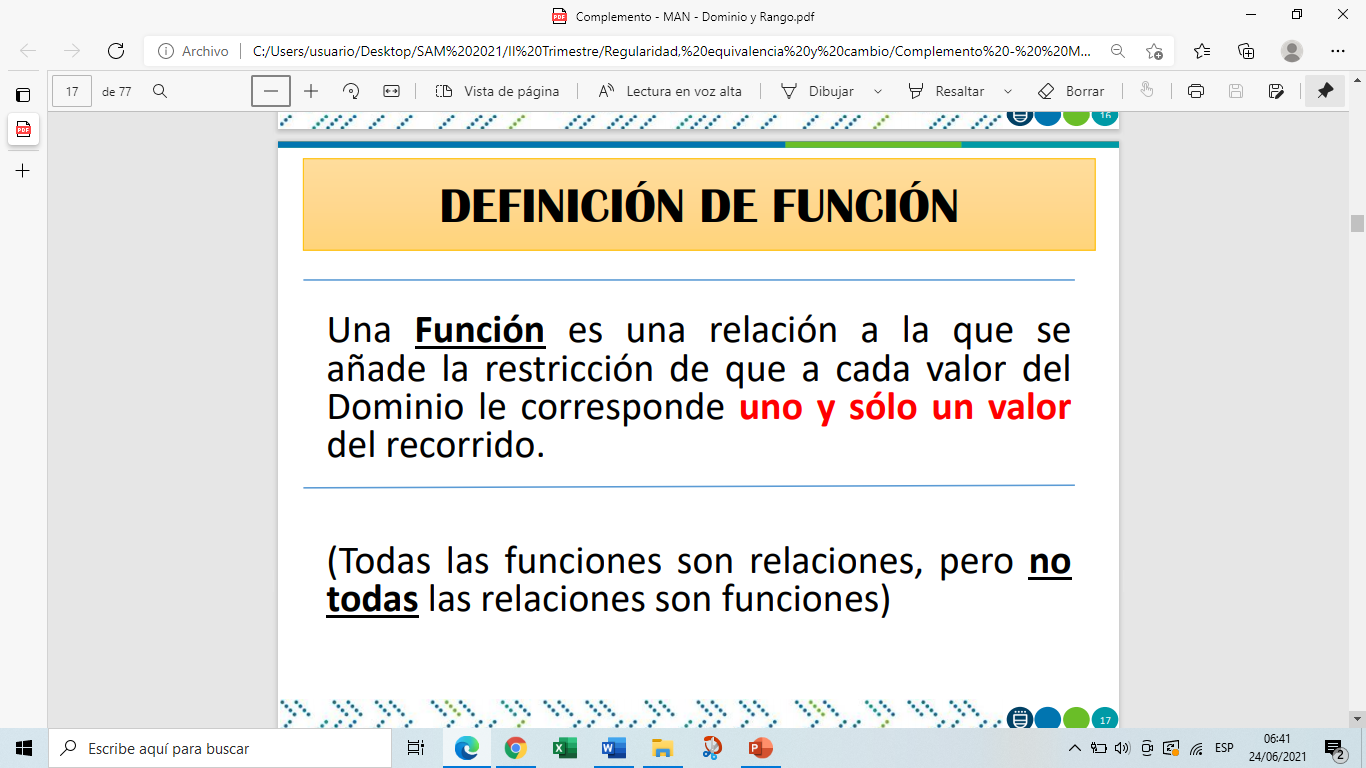 Complemento - MAN - Dominio y Rango.pdf
Archivo
C:/Users/usuario/Desktop/SAM%202021/II%20Trimestre/Regularidad,%20equivalencia%20y%20cambio/Complemento%20-%20%20M...
17 de 77
Vista de página
Lectura en voz alta
Dibujar
Resaltar
Borrar
PDF
16
DEFINICIÓN DE FUNCIÓN
Una Función es una relación a la que se
añade la restricción de que a cada valor del
Dominio le corresponde uno y sólo un valor
del recorrido.
(Todas las funciones son relaciones, pero no
todas las relaciones son funciones)
17
Escribe aquí para buscar
ESP
06:41
24/06/2021
2